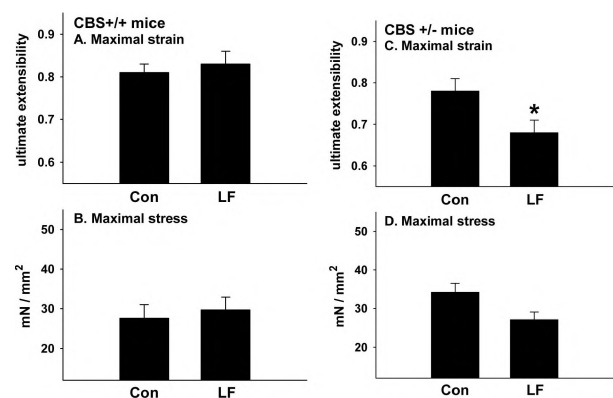 CBS+/+ mice
A. Maximal strain
ultimate extensibility
0.9
0.8
0.7
0.6
Con LF
B. Maximal stress
mN / mm²
50
40
30
20
Con LF
CBS +/- mice
C. Maximal strain
ultimate extensibility
0.9
0.8
0.7
0.6
*
Con LF
D. Maximal stress
mN / mm²
50
40
30
20
Con LF